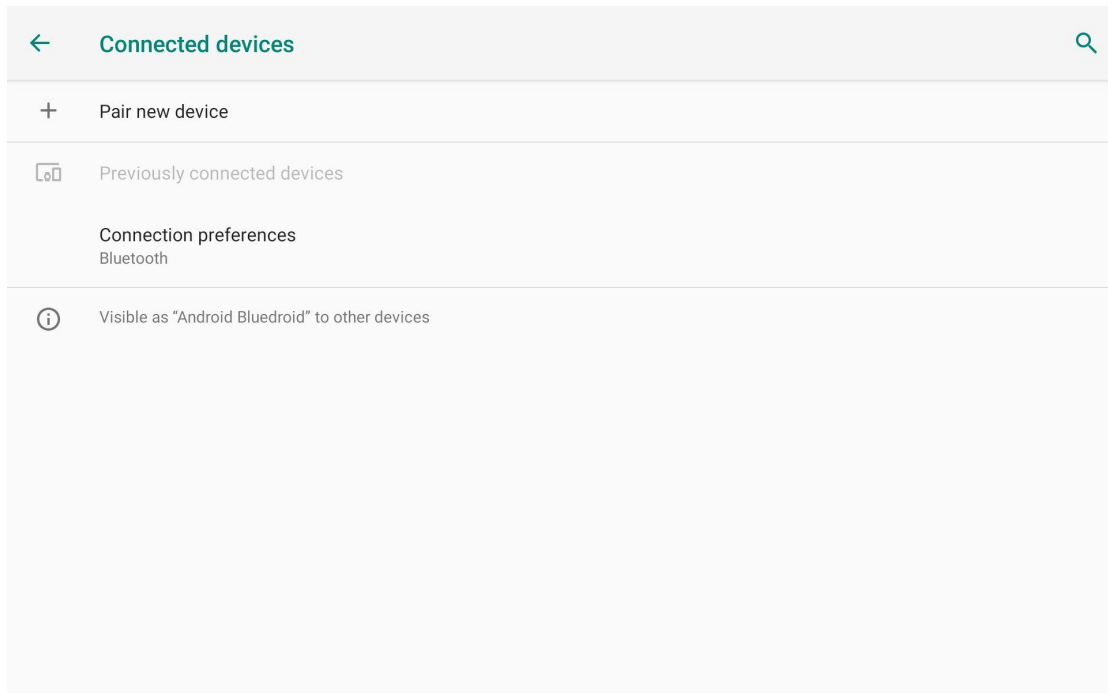 Connected devices
Pair new device
Previously connected devices
Connection preferences
Bluetooth
Visible as “Android Bluedroid” to other devices